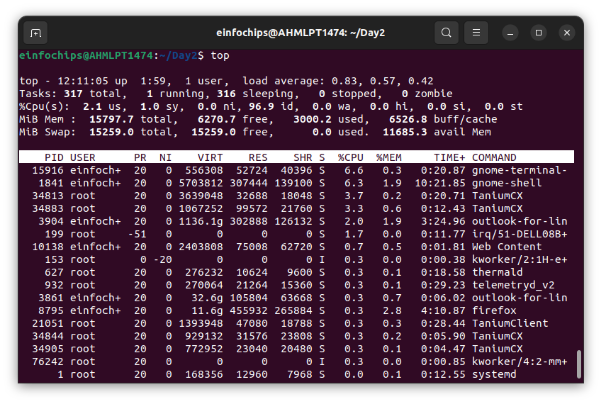 einfochips@AHMLPT1474: ~/Day2
einfochips@AHMLPT1474:~/Day2$ top
top - 12:11:05 up  1:59,  1 user,  load average: 0.83, 0.57, 0.42
Tasks: 317 total,   1 running, 316 sleeping,   0 stopped,   0 zombie
%Cpu(s):  2.1 us,  1.0 sy,  0.0 ni, 96.9 id,  0.0 wa,  0.0 hi,  0.0 si,  0.0 st
MiB Mem :  15797.7 total,   6270.7 free,   3000.2 used,   6526.8 buff/cache
MiB Swap:  15259.0 total,  15259.0 free,      0.0 used.  11685.3 avail Mem
PID USER      PR  NI    VIRT    RES    SHR S  %CPU  %MEM     TIME+ COMMAND
15916 einfoch+  20   0  556308  52724  40396 S   6.6   0.3   0:20.87 gnome-terminal-
1841 einfoch+  20   0 5703812 307444 139100 S   6.3   1.9  10:21.85 gnome-shell
34813 root      20   0 3639048  32688  18048 S   3.7   0.2   0:20.71 TaniumCX
34883 root      20   0 1067252  99572  21760 S   3.3   0.6   0:12.43 TaniumCX
3904 einfoch+  20   0 1136.1g 302888 126132 S   2.0   1.9   3:24.96 outlook-for-lin
199 root     -51   0       0      0      0 S   1.7   0.0   0:11.77 irq/51-DELL08B+
10138 einfoch+  20   0 2403808  75008  62720 S   0.7   0.5   0:01.81 Web Content
153 root       0 -20       0      0      0 I   0.3   0.0   0:00.38 kworker/2:1H-e+
627 root      20   0  276232  10624   9600 S   0.3   0.1   0:18.58 thermald
932 root      20   0  270064  21264  15360 S   0.3   0.1   0:29.23 telemetryd_v2
3861 einfoch+  20   0   32.6g 105804  63668 S   0.3   0.7   0:06.02 outlook-for-lin
8795 einfoch+  20   0   11.6g 455932 265884 S   0.3   2.8   4:10.87 firefox
21051 root      20   0 1393948  47080  18788 S   0.3   0.3   0:28.44 TaniumClient
34844 root      20   0  929132  31576  23808 S   0.3   0.2   0:05.90 TaniumCX
34905 root      20   0  772952  23040  20480 S   0.3   0.1   0:04.47 TaniumCX
76242 root      20   0       0      0      0 I   0.3   0.0   0:00.85 kworker/4:2-mm+
1 root      20   0  168356  12960   7968 S   0.0   0.1   0:12.55 systemd